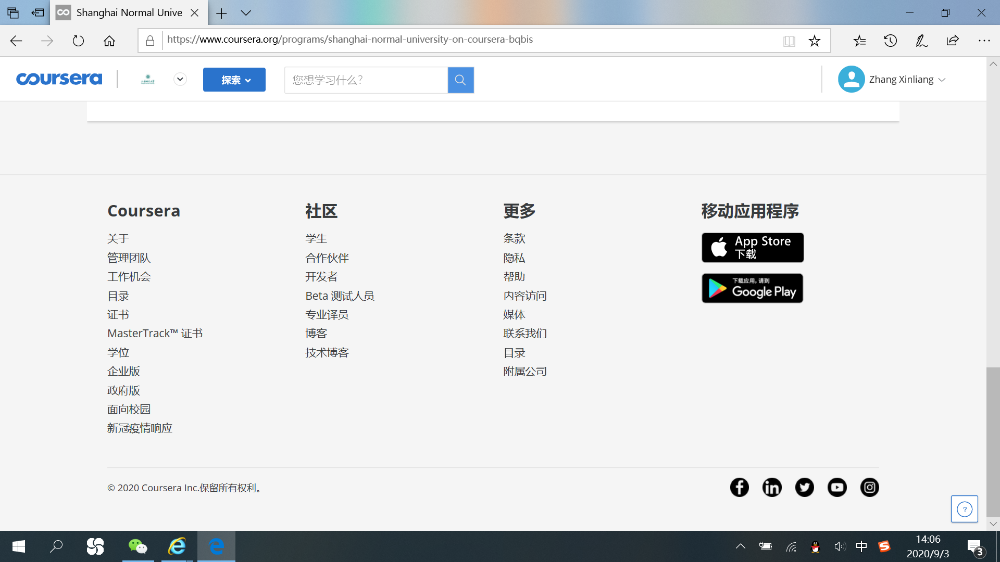 Shanghai Normal Unive
https://www.coursera.org/programs/shanghai-normal-university-on-coursera-bqbis
coursera
探索
您想学习什么?
Zhang Xinliang
Coursera
关于
管理团队
工作机会
目录
证书
MasterTrack™ 证书
学位
企业版
政府版
面向校园
新冠疫情响应
社区
学生
合作伙伴
开发者
Beta 测试人员
专业译员
博客
技术博客
更多
条款
隐私
帮助
内容访问
媒体
联系我们
目录
附属公司
移动应用程序
App Store
下载
下载应用,请到
Google Play
© 2020 Coursera Inc.保留所有权利。
?
中
14:06
2020/9/3
3